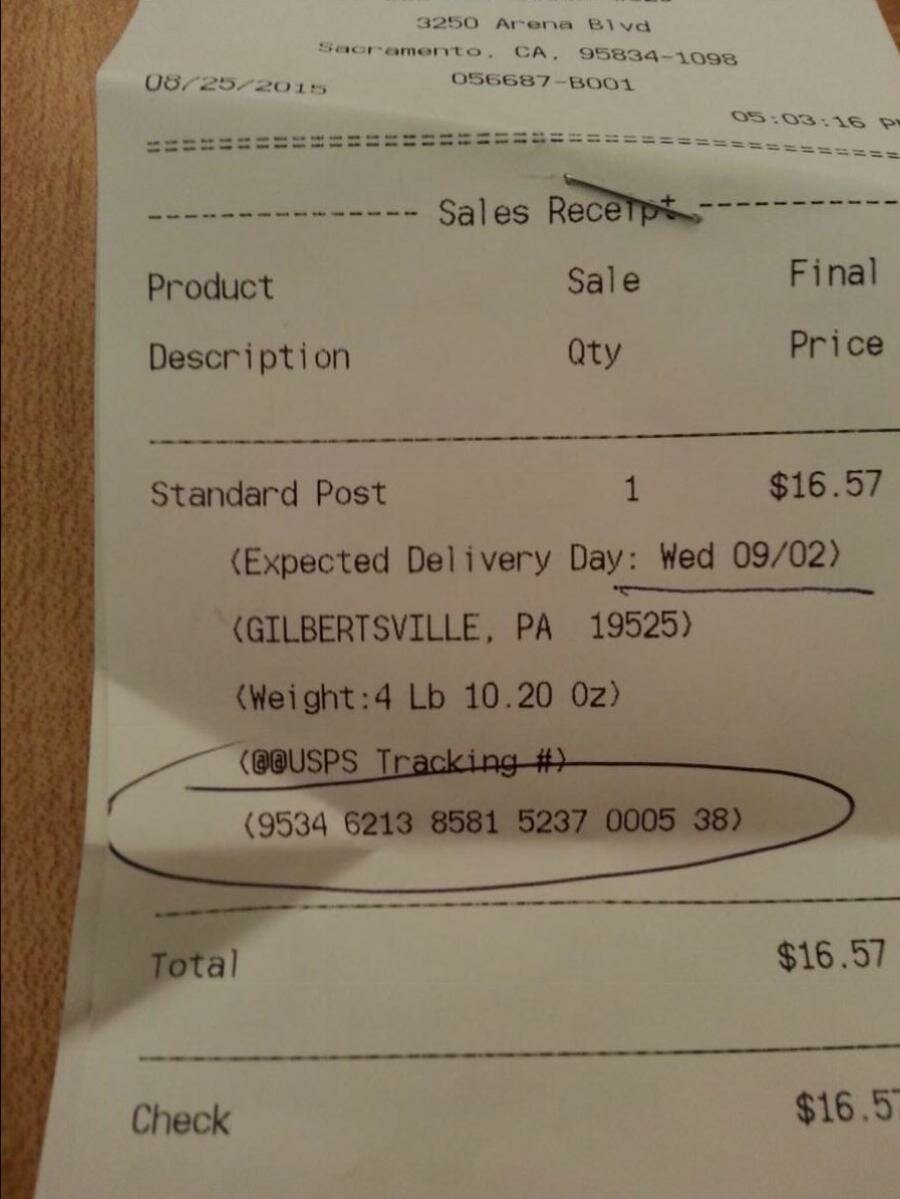 3250 Arena Blvd
Sacramento, CA, 95834-1098
08/25/2015 056687-B001
05:03:16
================================================
--------------- Sales Receipt -----------
Product Sale Final
Description Qty Price
Standard Post 1 $16.57
(Expected Delivery Day: Wed 09/02)
(GILBERTSVILLE, PA 19525)
(Weight:4 Lb 10.20 Oz)
(@@USPS Tracking #)
(9534 6213 8581 5237 0005 38)
Total $16.57
Check $16.57